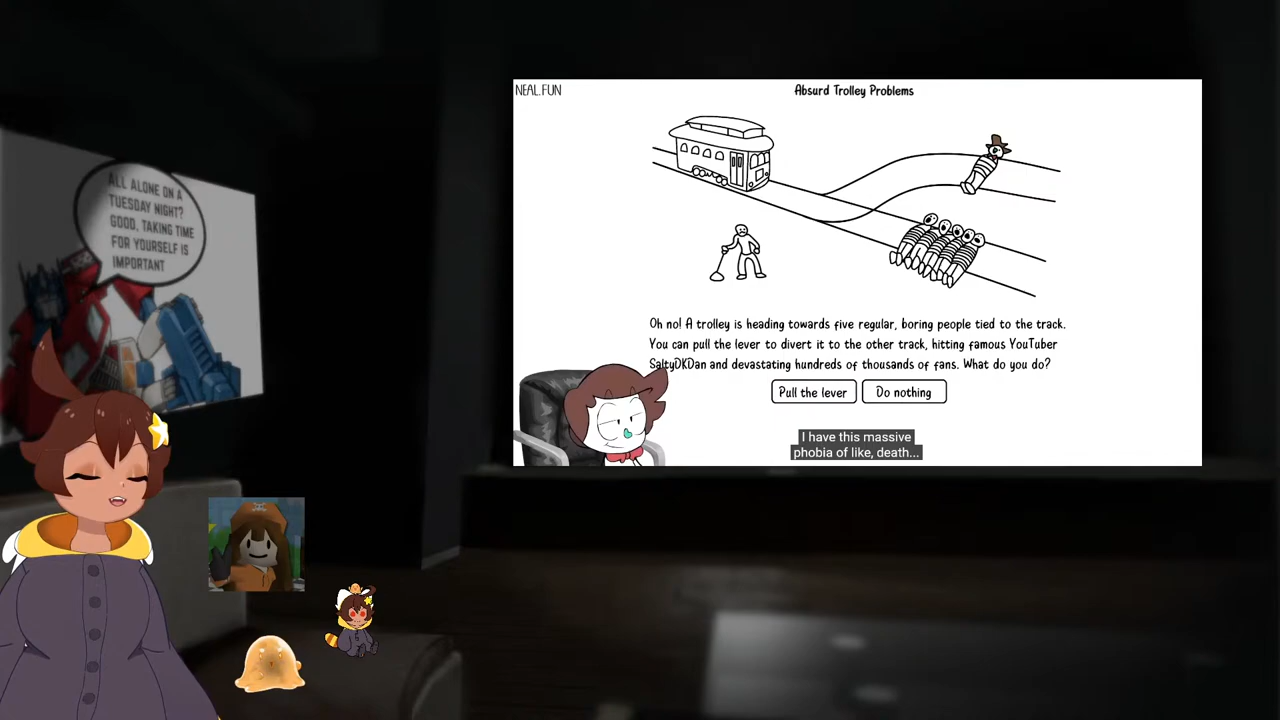 NEAL.FUN
Absurd Trolley Problems
ALL ALONE ON A
TUESDAY NIGHT?
GOOD, TAKING TIME
FOR YOURSELF IS
IMPORTANT
Oh no! A trolley is heading towards five regular, boring people tied to the track.
You can pull the lever to divert it to the other track, hitting famous YouTuber
SaltyDKDan and devastating hundreds of thousands of fans. What do you do?
Pull the lever
Do nothing
I have this massive
phobia of like, death...